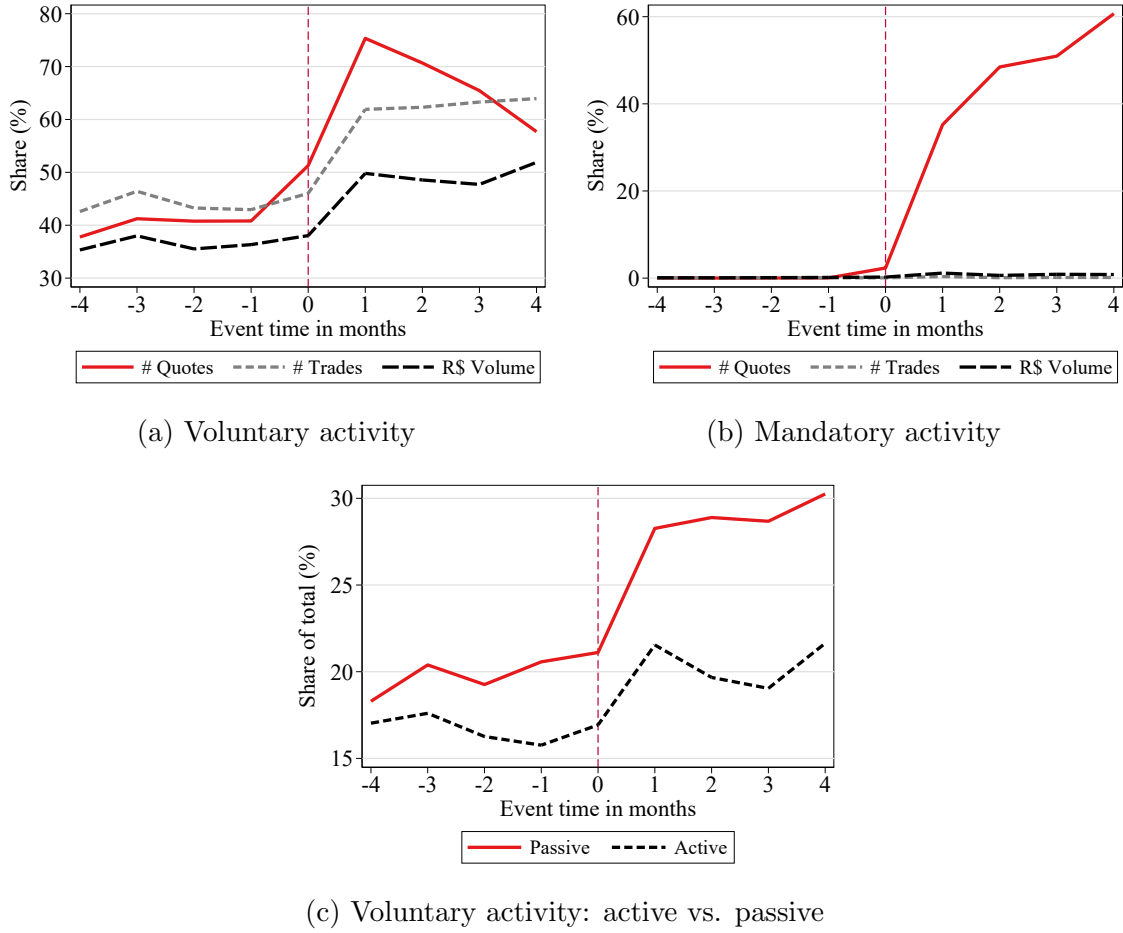 80
70
60
50
40
30
Share (%)
-4 -3 -2 -1 0 1 2 3 4
Event time in months
# Quotes # Trades R$ Volume
(a) Voluntary activity
60
40
20
0
Share (%)
-4 -3 -2 -1 0 1 2 3 4
Event time in months
# Quotes # Trades R$ Volume
(b) Mandatory activity
30
25
20
15
Share of total (%)
-4 -3 -2 -1 0 1 2 3 4
Event time in months
Passive Active
(c) Voluntary activity: active vs. passive